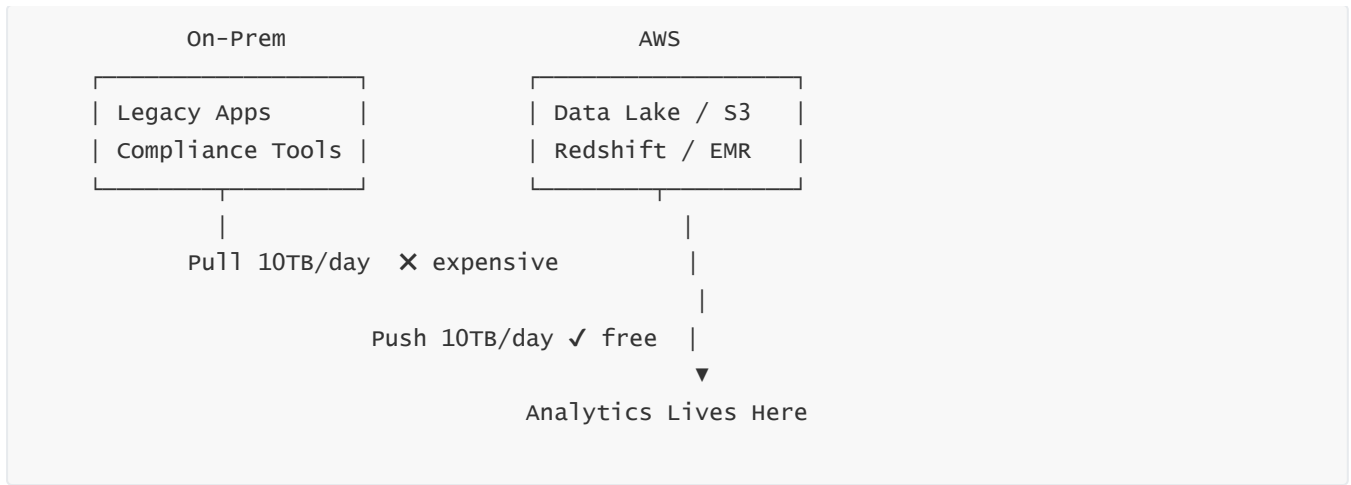 On-Prem AWS
Legacy Apps Data Lake / S3
Compliance Tools Redshift / EMR
Pull 10TB/day ✗ expensive
Push 10TB/day ✓ free
▼
Analytics Lives Here